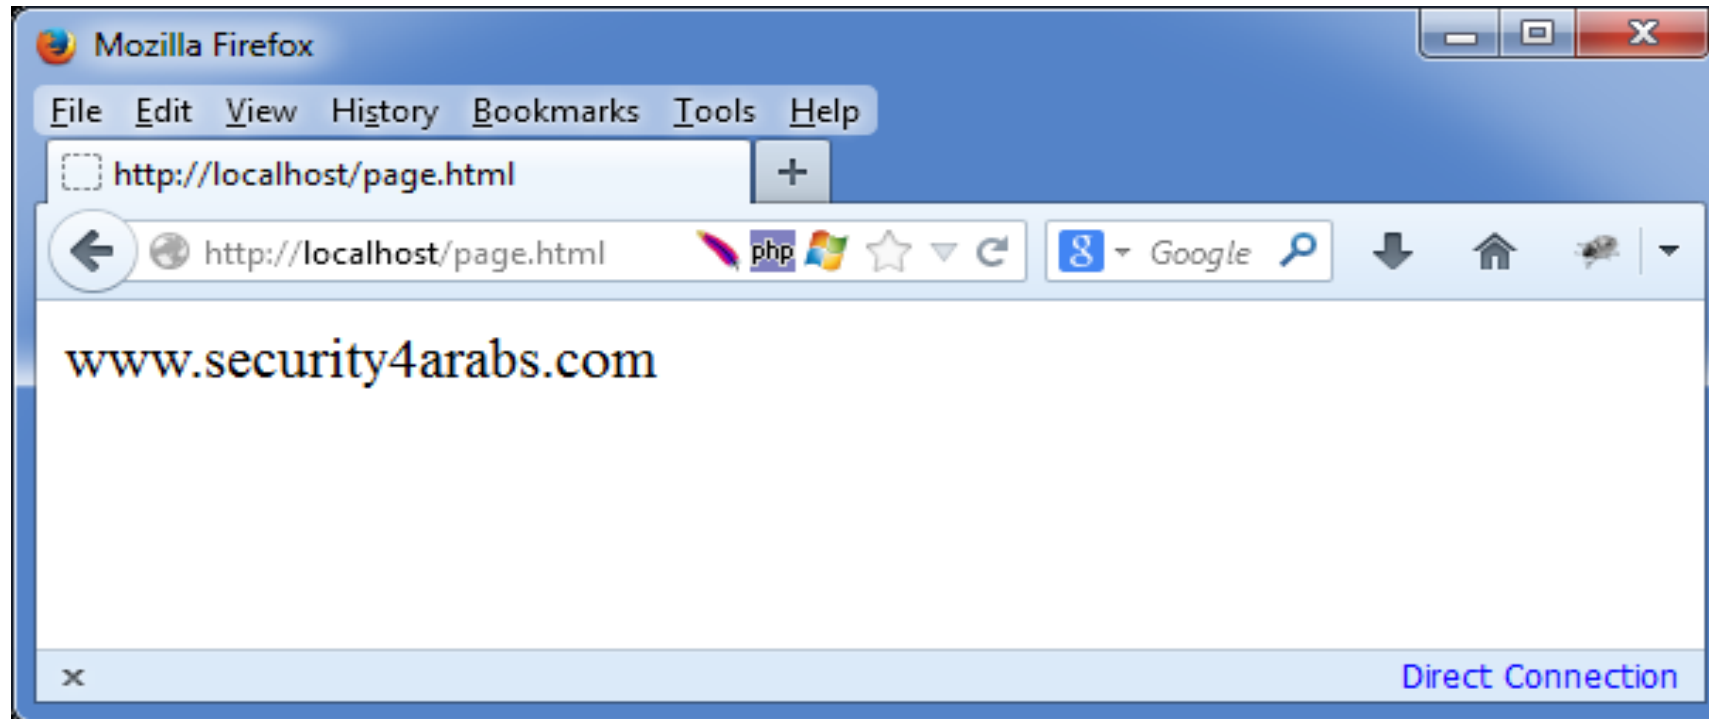 Mozilla Firefox
File Edit View History Bookmarks Tools Help
http://localhost/page.html
http://localhost/page.html php 8 Google
www.security4arabs.com
Direct Connection